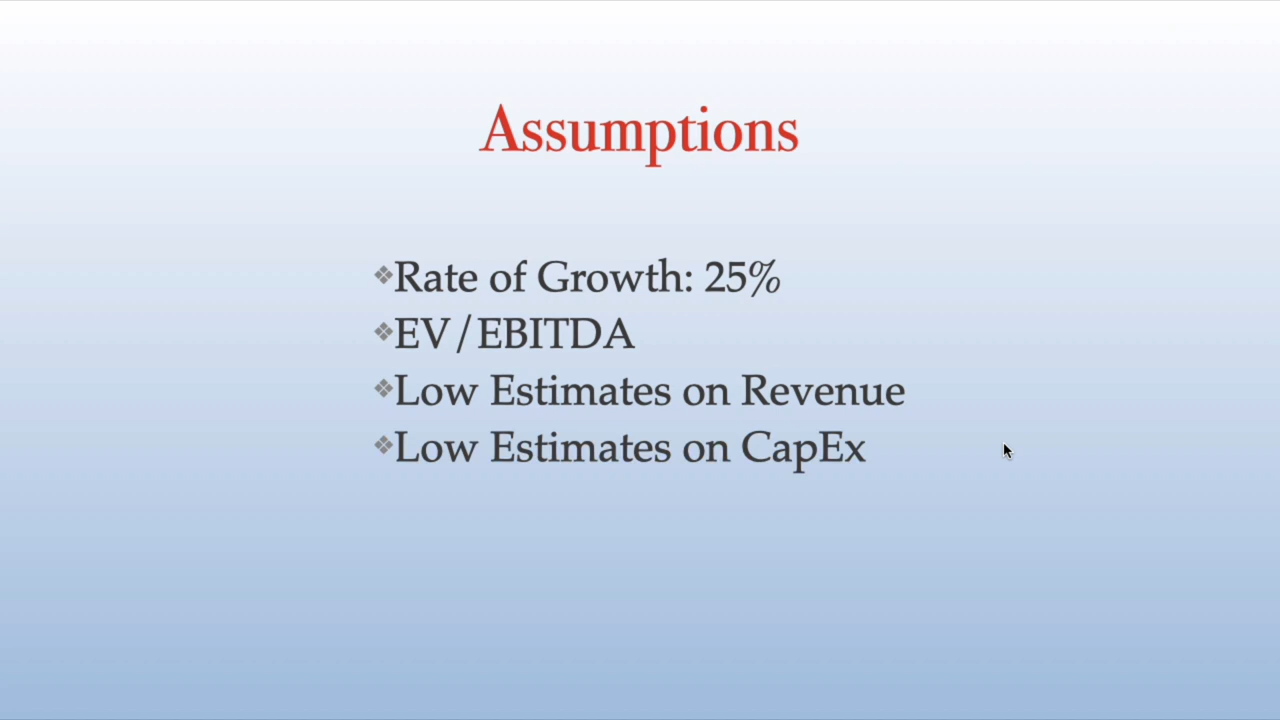 Assumptions
❖Rate of Growth: 25%
❖EV/EBITDA
❖Low Estimates on Revenue
❖Low Estimates on CapEx